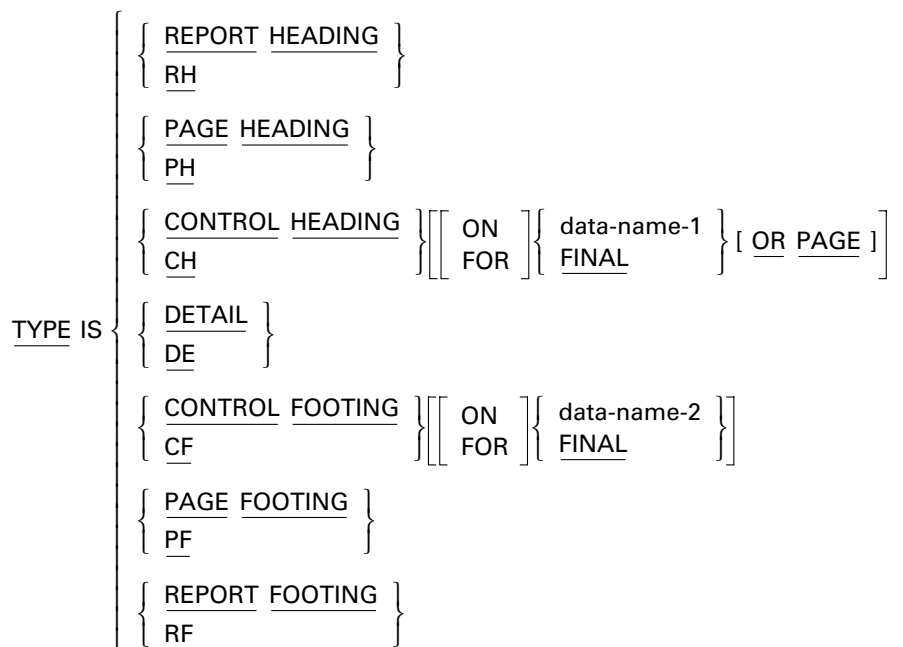 REPORT HEADING
RH
PAGE HEADING
PH
CONTROL HEADING ON data-name-1 [ OR PAGE ]
CH FOR FINAL
TYPE IS DETAIL
DE
CONTROL FOOTING ON data-name-2
CF FOR FINAL
PAGE FOOTING
PF
REPORT FOOTING
RF